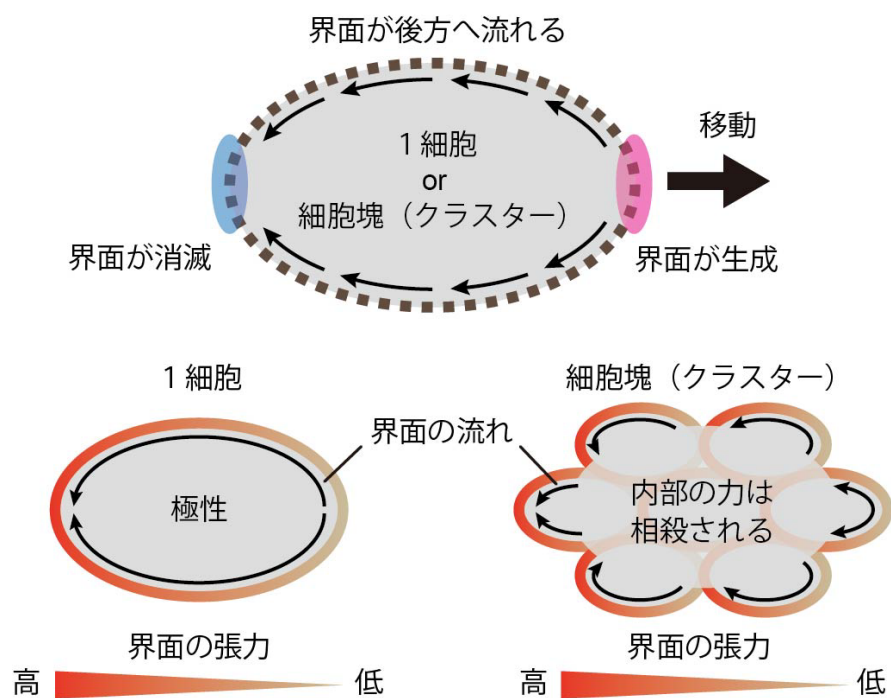 界面が後方へ流れる
移動
1 細胞
or
細胞塊（クラスター）
界面が消滅
界面が生成
1 細胞
細胞塊（クラスター）
界面の流れ
極性
内部の力は
相殺される
界面の張力
高
低
界面の張力
高
低